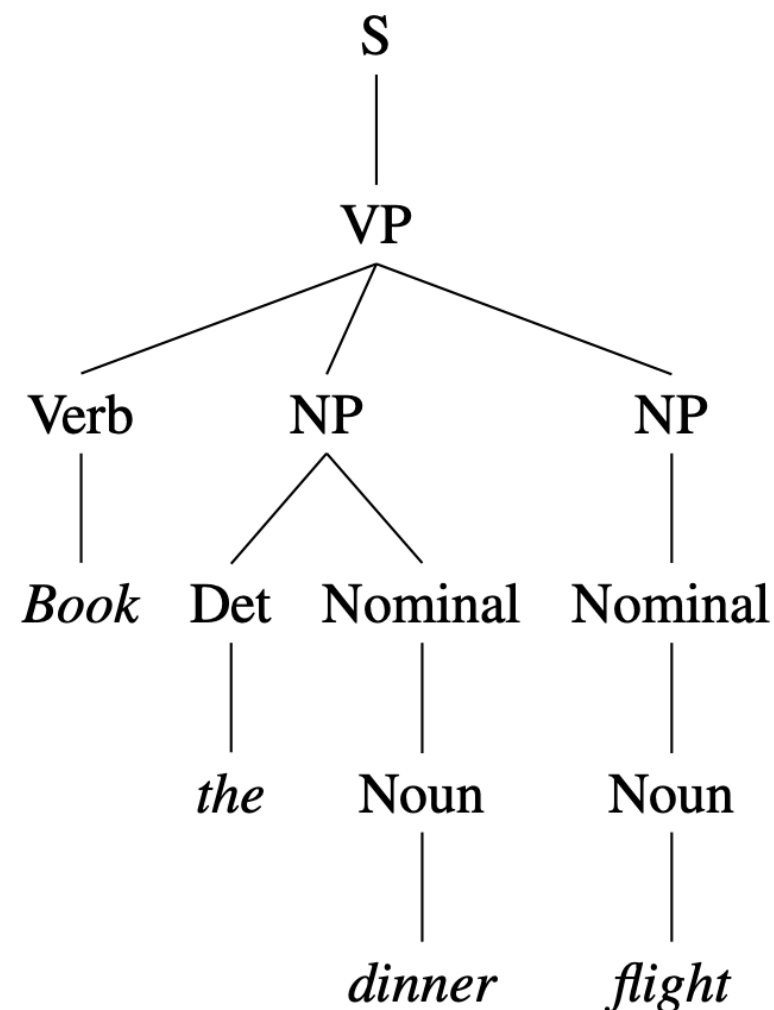 S
VP
Verb NP NP
Book Det Nominal Nominal
the Noun Noun
dinner flight